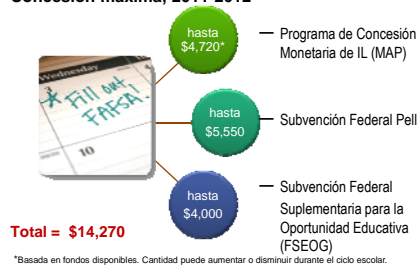 Concesión máxima, 2011-2012
hasta
$4,720*
Programa de Concesión
Monetaria de IL (MAP)
Wednesday
3
* Fill out
FAFSA!
10
hasta
$5,550
Subvención Federal Pell
hasta
$4,000
Subvención Federal
Suplementaria para la
Oportunidad Educativa
(FSEOG)
Total = $14,270
*Basada en fondos disponibles. Cantidad puede aumentar o disminuir durante el ciclo escolar.